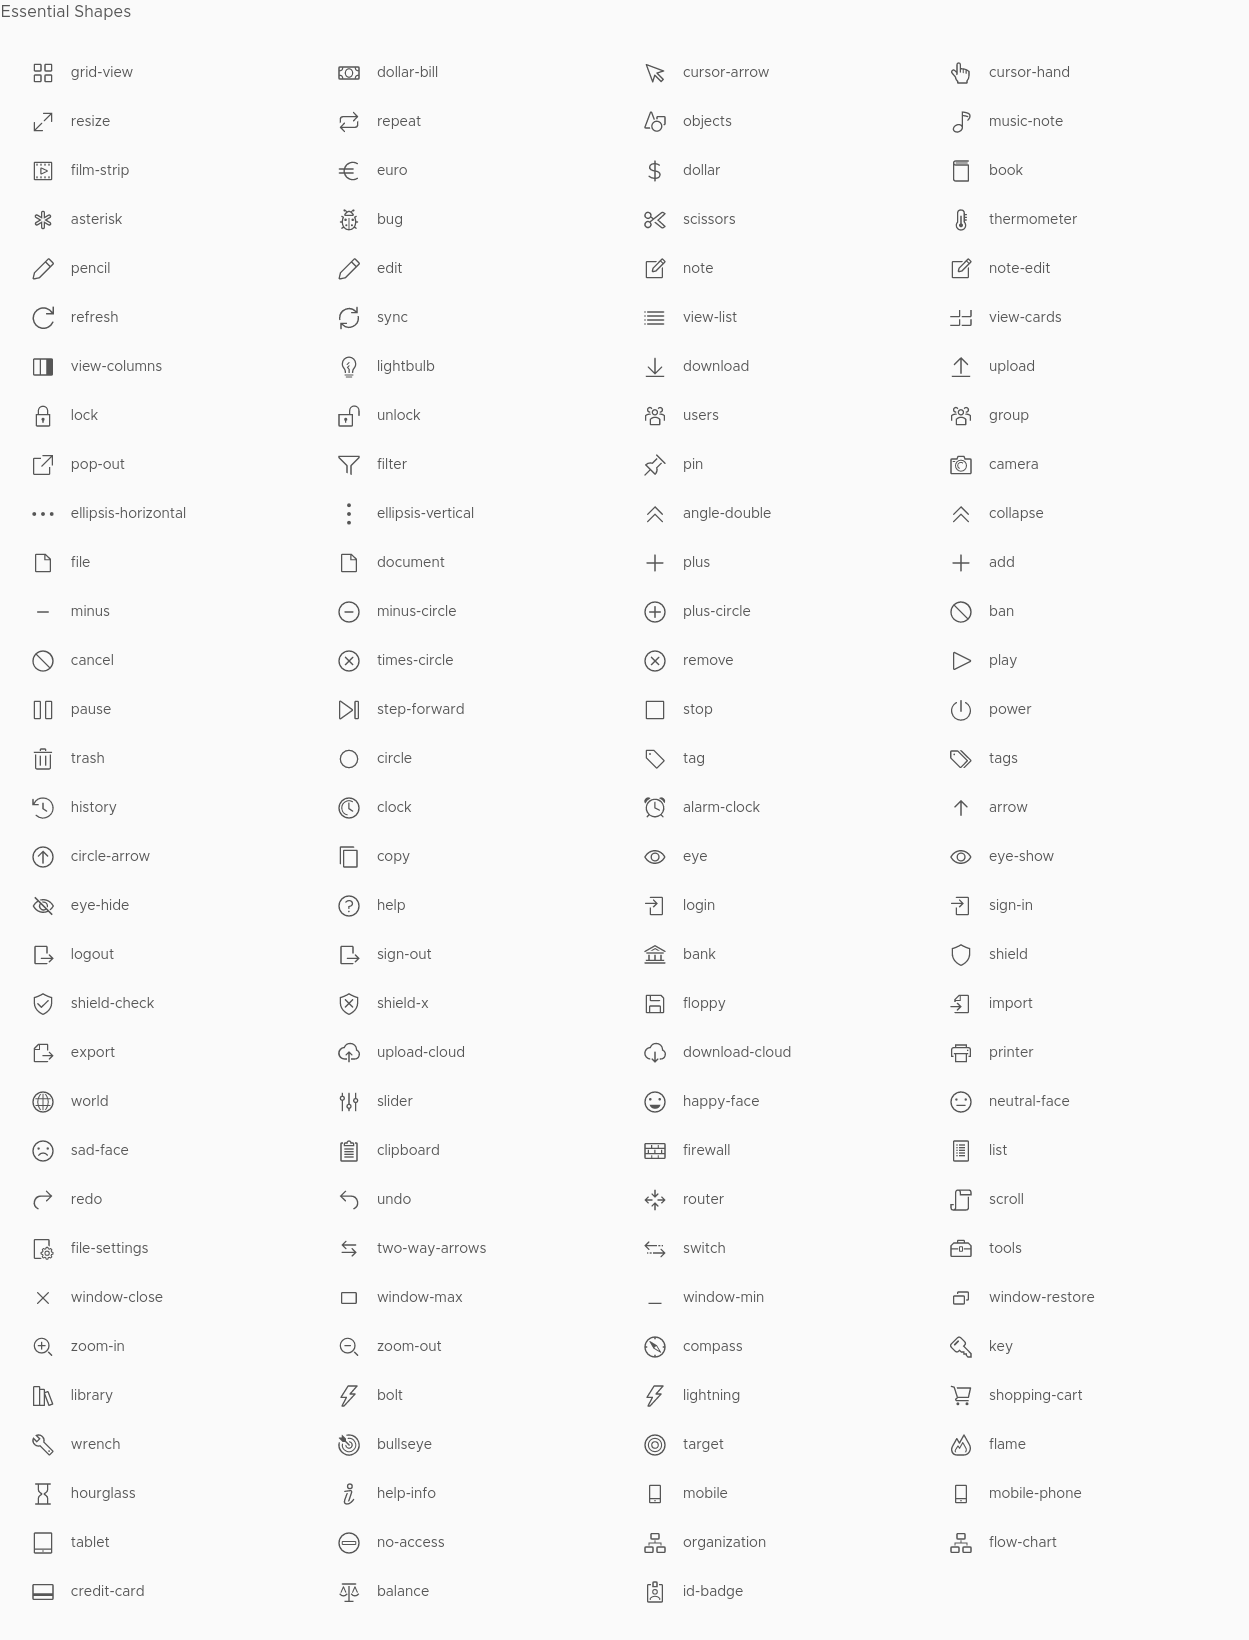 Essential Shapes
grid-view dollar-bill cursor-arrow cursor-hand
resize repeat objects music-note
film-strip euro dollar book
asterisk bug scissors thermometer
pencil edit note note-edit
refresh sync view-list view-cards
view-columns lightbulb download upload
lock unlock users group
pop-out filter pin camera
ellipsis-horizontal ellipsis-vertical angle-double collapse
file document plus add
minus minus-circle plus-circle ban
cancel times-circle remove play
pause step-forward stop power
trash circle tag tags
history clock alarm-clock arrow
circle-arrow copy eye eye-show
eye-hide help login sign-in
logout sign-out bank shield
shield-check shield-x floppy import
export upload-cloud download-cloud printer
world slider happy-face neutral-face
sad-face clipboard firewall list
redo undo router scroll
file-settings two-way-arrows switch tools
window-close window-max window-min window-restore
zoom-in zoom-out compass key
library bolt lightning shopping-cart
wrench bullseye target flame
hourglass help-info mobile mobile-phone
tablet no-access organization flow-chart
credit-card balance id-badge